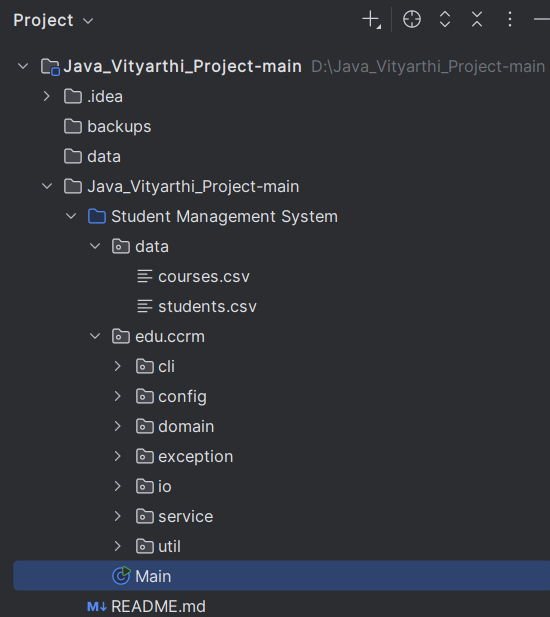 Project
Java_Vityarthi_Project-main D:\Java_Vityarthi_Project-main
.idea
backups
data
Java_Vityarthi_Project-main
Student Management System
data
courses.csv
students.csv
edu.ccrm
cli
config
domain
exception
io
service
util
Main
M↓ README.md